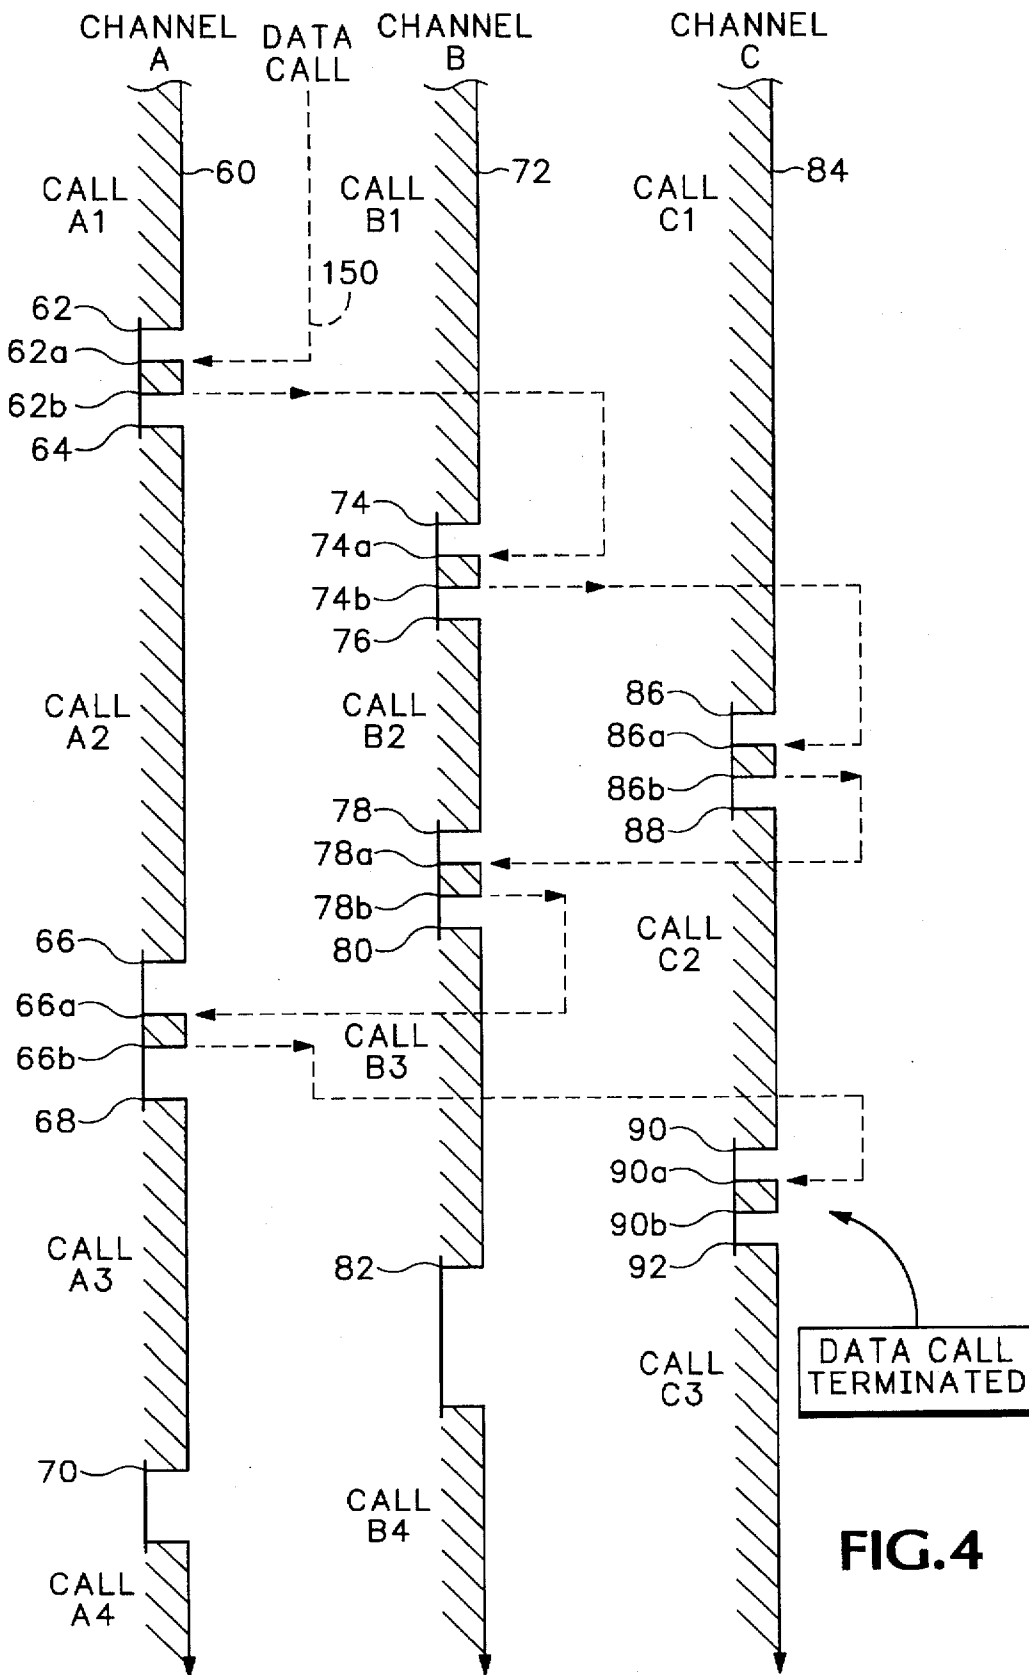 CHANNEL
A
DATA
CALL
CHANNEL
B
CHANNEL
C
60
72
84
CALL
A1
CALL
B1
CALL
C1
150
62
62a
62b
64
74
74a
74b
76
CALL
A2
CALL
B2
86
86a
86b
88
78
78a
78b
80
CALL
C2
66
66a
66b
68
CALL
B3
90
90a
90b
92
CALL
A3
82
DATA CALL
TERMINATED
CALL
C3
70
CALL
B4
CALL
A4
FIG.4